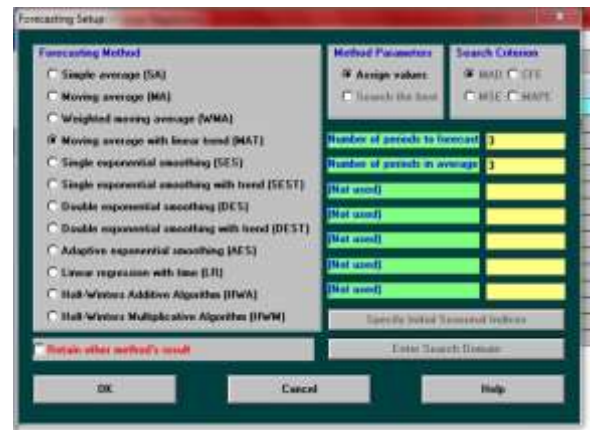 Forecasting Setup
Forecasting Method
Simple average (SA)
Moving average (MA)
Weighted moving average (WMA)
Moving average with linear trend (MAT)
Single exponential smoothing (SES)
Single exponential smoothing with trend (SEST)
Double exponential smoothing (DES)
Double exponential smoothing with trend (DEST)
Adaptive exponential smoothing (AES)
Linear regression with time (LR)
Holt-Winters Additive Algorithm (HWA)
Holt-Winters Multiplicative Algorithm (HWM)
Retain other method's result
Method Parameters
Assign values
Search the best
Search Criterion
MAD CFE
MSE MAPE
Number of periods to forecast 3
Number of periods in average 3
(Not used)
(Not used)
(Not used)
(Not used)
(Not used)
Specify Initial Seasonal Indices
Enter Search Domain
OK
Cancel
Help